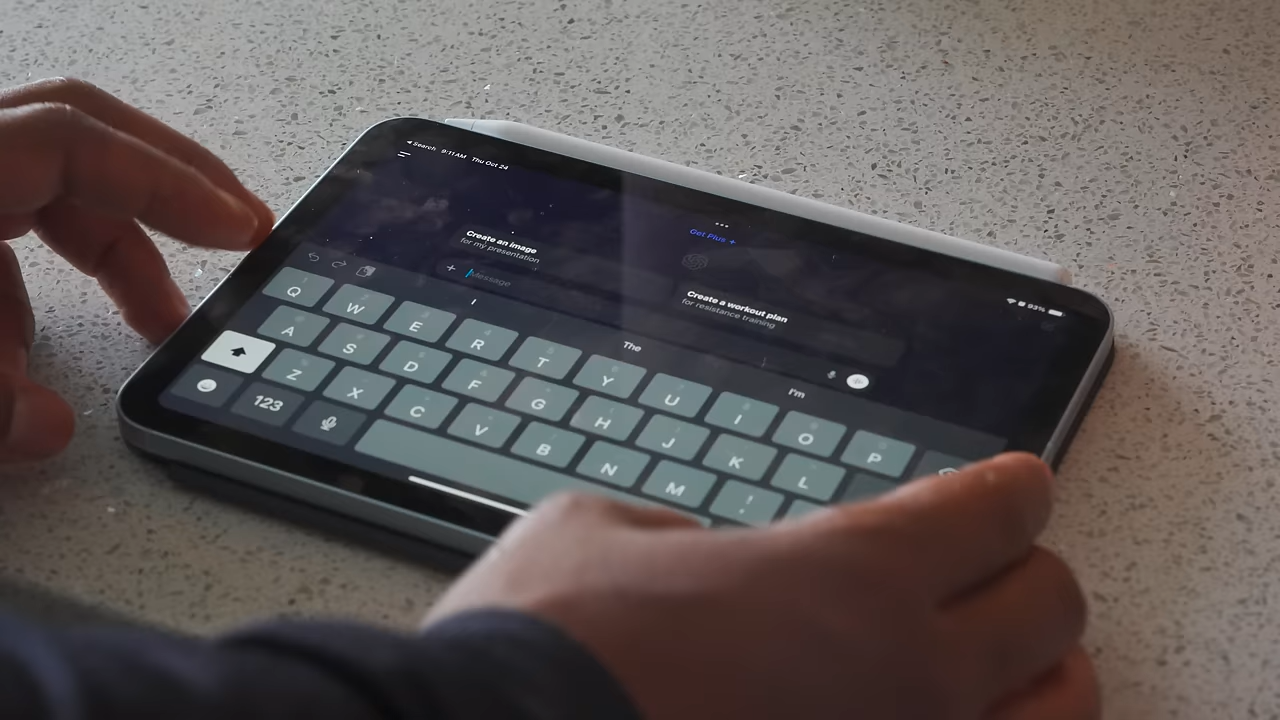 Search 9:11 AM Thu Oct 24
93%
Get Plus +
Create an image
for my presentation
Create a workout plan
for resistance training
+ Message
I The I'm
Q W E R T Y U I O P
A S D F G H J K L
Z X C V B N M !
123